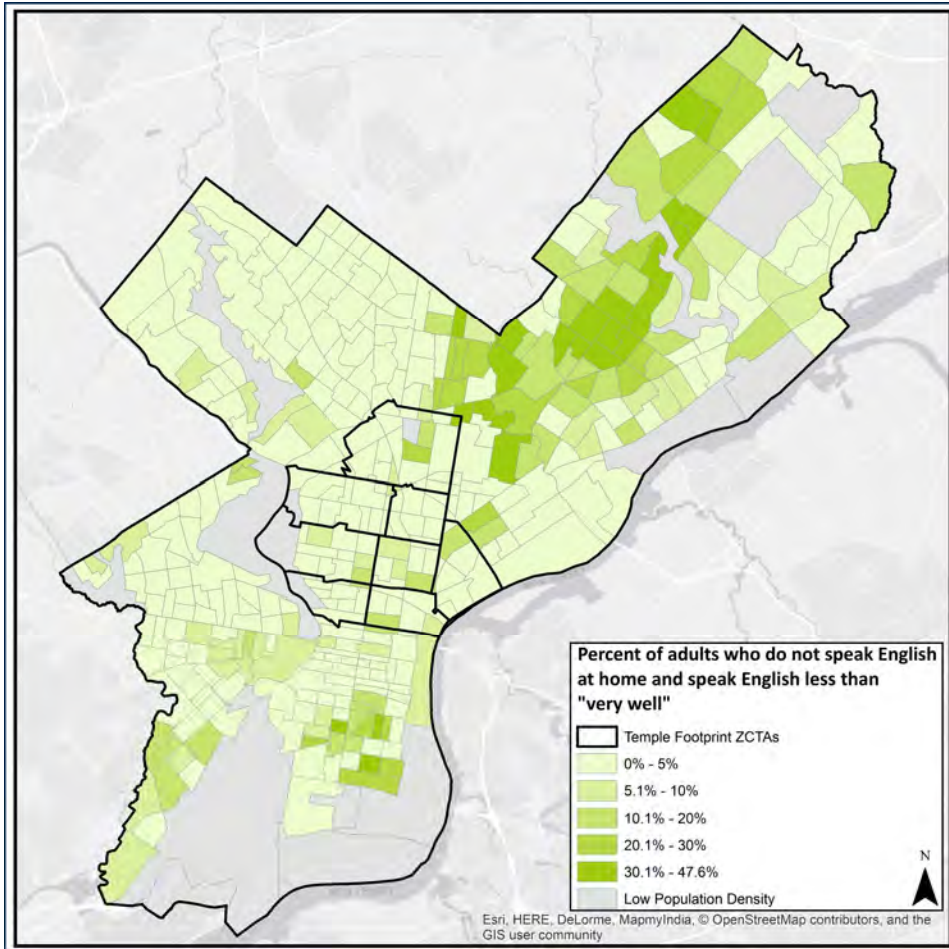 Percent of adults who do not speak English
at home and speak English less than
"very well"
Temple Footprint ZCTAs
0% - 5%
5.1% - 10%
10.1% - 20%
20.1% - 30%
30.1% - 47.6%
Low Population Density
N
Esri, HERE, DeLorme, MapmyIndia, © OpenStreetMap contributors, and the
GIS user community